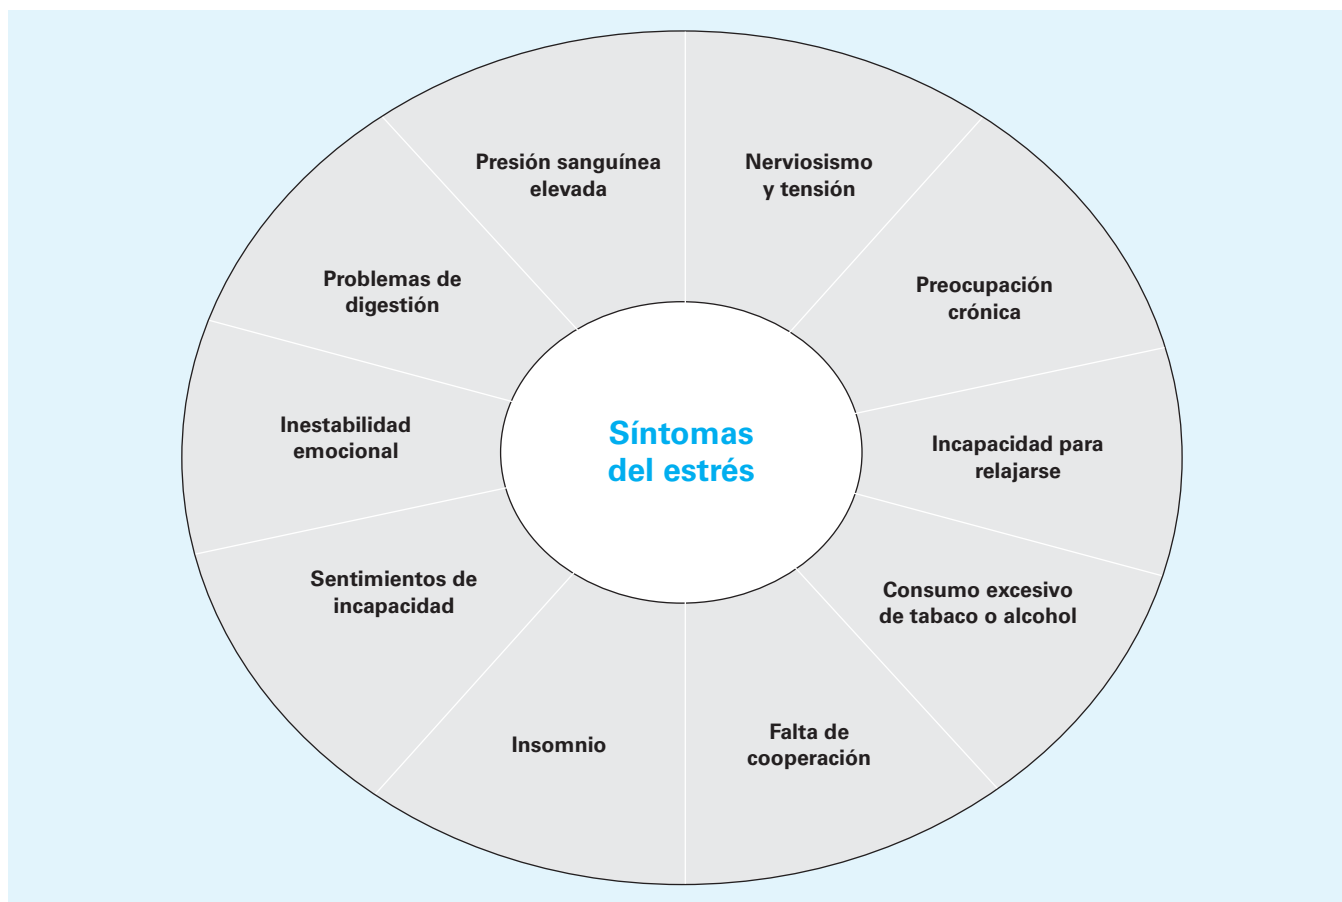 Presión sanguínea
elevada
Nerviosismo
y tensión
Problemas de
digestión
Preocupación
crónica
Inestabilidad
emocional
Síntomas
del estrés
Incapacidad para
relajarse
Sentimientos de
incapacidad
Consumo excesivo
de tabaco o alcohol
Insomnio
Falta de
cooperación